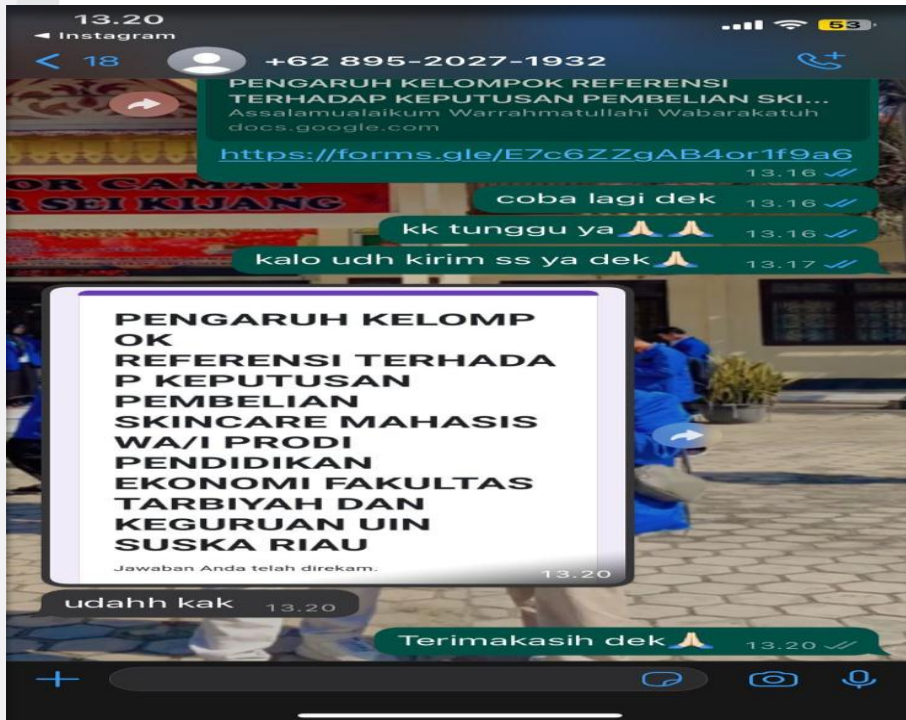 13.20
◄ Instagram
53
18
+62 895-2027-1932
PENGARUH KELOMPOK REFERENSI
TERHADAP KEPUTUSAN PEMBELIAN SKI...
Assalamualaikum Warrahmatullahi Wabarakatuh
docs.google.com
https://forms.gle/E7c6ZZgAB4or1f9a6
13.16
OR CAMAT
R SEI KIJANG
coba lagi dek 13.16
kk tunggu ya🙏🏻🙏🏻 13.16
kalo udh kirim ss ya dek🙏🏻 13.17
PENGARUH KELOMP
OK
REFERENSI TERHADA
P KEPUTUSAN
PEMBELIAN
SKINCARE MAHASIS
WA/I PRODI
PENDIDIKAN
EKONOMI FAKULTAS
TARBIYAH DAN
KEGURUAN UIN
SUSKA RIAU
Jawaban Anda telah direkam.
13.20
udahh kak 13.20
Terimakasih dek🙏🏻 13.20